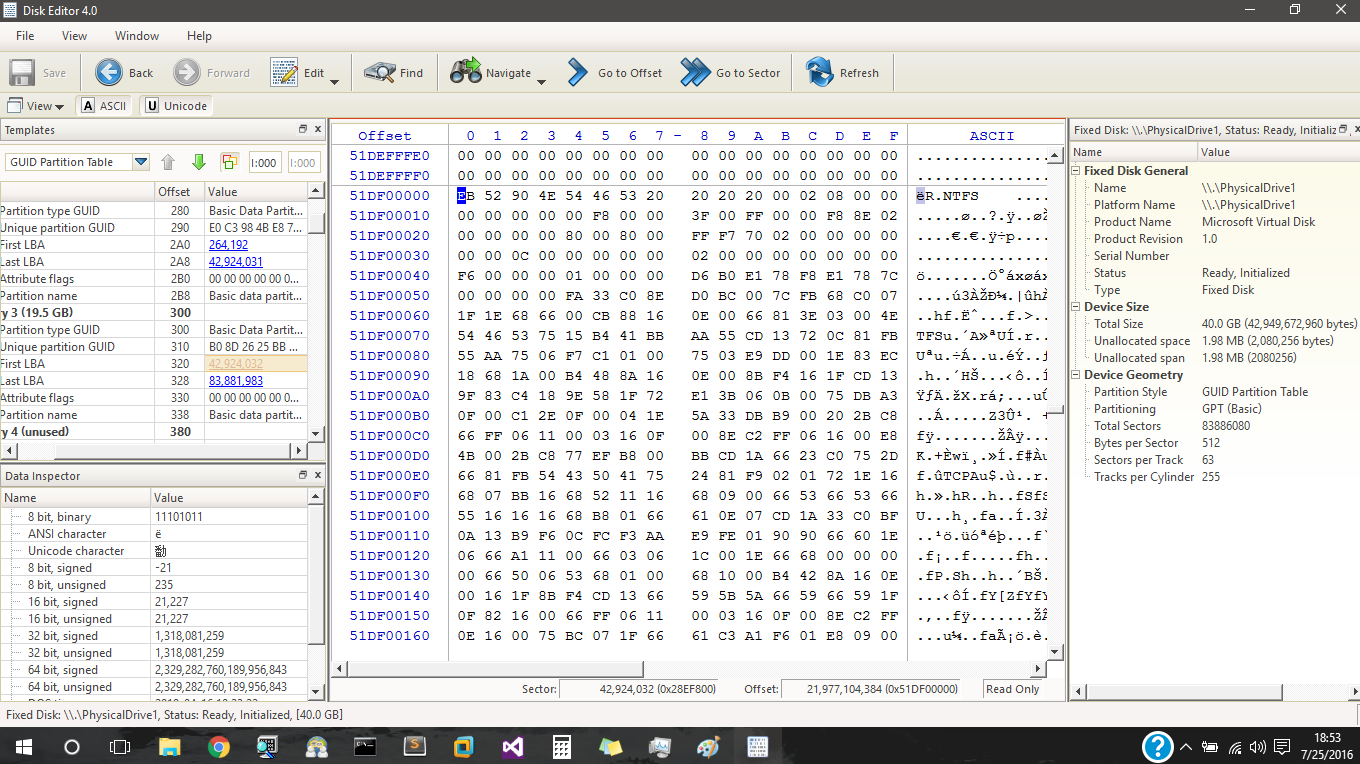 Disk Editor 4.0
File View Window Help
Save Back Forward Edit Find Navigate Go to Offset Go to Sector Refresh
View A ASCII U Unicode
Templates
GUID Partition Table I:000 I:000
Offset Value
Partition type GUID 280 Basic Data Partit...
Unique partition GUID 290 E0 C3 98 4B E8 7...
First LBA 2A0 264,192
Last LBA 2A8 42,924,031
Attribute flags 2B0 00 00 00 00 00 0...
Partition name 2B8 Basic data partit...
y 3 (19.5 GB) 300
Partition type GUID 300 Basic Data Partit...
Unique partition GUID 310 B0 8D 26 25 BB ...
First LBA 320 42,924,032
Last LBA 328 83,881,983
Attribute flags 330 00 00 00 00 00 0...
Partition name 338 Basic data partit...
y 4 (unused) 380
Data Inspector
Name Value
8 bit, binary 11101011
ANSI character ë
Unicode character
8 bit, signed -21
8 bit, unsigned 235
16 bit, signed 21,227
16 bit, unsigned 21,227
32 bit, signed 1,318,081,259
32 bit, unsigned 1,318,081,259
64 bit, signed 2,329,282,760,189,956,843
64 bit, unsigned 2,329,282,760,189,956,843
Offset 0 1 2 3 4 5 6 7 - 8 9 A B C D E F ASCII
51DEFFFE0 00 00 00 00 00 00 00 00 00 00 00 00 00 00 00 00 ................
51DEFFFF0 00 00 00 00 00 00 00 00 00 00 00 00 00 00 00 00 ................
51DF00000 EB 52 90 4E 54 46 53 20 20 20 20 00 02 08 00 00 ëR.NTFS ....
51DF00010 00 00 00 00 00 F8 00 00 3F 00 FF 00 00 F8 8E 02 .....ø..?.ÿ..øŽ
51DF00020 00 00 00 00 80 00 80 00 FF F7 70 02 00 00 00 00 ....€.€.ÿ÷p.....
51DF00030 00 00 0C 00 00 00 00 00 02 00 00 00 00 00 00 00 ................
51DF00040 F6 00 00 00 01 00 00 00 D6 B0 E1 78 F8 E1 78 7C ö.......Ö°áxøáx
51DF00050 00 00 00 00 FA 33 C0 8E D0 BC 00 7C FB 68 C0 07 ....ú3ÀŽÐ¼.|ûhÀ
51DF00060 1F 1E 68 66 00 CB 88 16 0E 00 66 81 3E 03 00 4E ..hf.Ëˆ...f.>..
51DF00070 54 46 53 75 15 B4 41 BB AA 55 CD 13 72 0C 81 FB TFSu.´A»ªUÍ.r..
51DF00080 55 AA 75 06 F7 C1 01 00 75 03 E9 DD 00 1E 83 EC Uªu.÷Á..u.éÝ..f
51DF00090 18 68 1A 00 B4 48 8A 16 0E 00 8B F4 16 1F CD 13 .h..´HŠ...‹ô..Í
51DF000A0 9F 83 C4 18 9E 58 1F 72 E1 3B 06 0B 00 75 DB A3 ŸfÄ.žX.rá;...uÛ
51DF000B0 0F 00 C1 2E 0F 00 04 1E 5A 33 DB B9 00 20 2B C8 ..Á.....Z3Û¹. +
51DF000C0 66 FF 06 11 00 03 16 0F 00 8E C2 FF 06 16 00 E8 fÿ.......ŽÂÿ...
51DF000D0 4B 00 2B C8 77 EF B8 00 BB CD 1A 66 23 C0 75 2D K.+Èwï¸.»Í.f#Àu
51DF000E0 66 81 FB 54 43 50 41 75 24 81 F9 02 01 72 1E 16 f.ûTCPAu$.ù..r.
51DF000F0 68 07 BB 16 68 52 11 16 68 09 00 66 53 66 53 66 h.».hR..h..fSfS
51DF00100 55 16 16 16 68 B8 01 66 61 0E 07 CD 1A 33 C0 BF U...h¸.fa..Í.3À
51DF00110 0A 13 B9 F6 0C FC F3 AA E9 FE 01 90 90 66 60 1E ..¹ö.üóªéþ...f`
51DF00120 06 66 A1 11 00 66 03 06 1C 00 1E 66 68 00 00 00 .f¡..f.....fh..
51DF00130 00 66 50 06 53 68 01 00 68 10 00 B4 42 8A 16 0E .fP.Sh..h..´BŠ.
51DF00140 00 16 1F 8B F4 CD 13 66 59 5B 5A 66 59 66 59 1F ...‹ôÍ.fY[ZfYfY
51DF00150 0F 82 16 00 66 FF 06 11 00 03 16 0F 00 8E C2 FF .‚..fÿ.......ŽÂ
51DF00160 0E 16 00 75 BC 07 1F 66 61 C3 A1 F6 01 E8 09 00 ...u¼..faÃ¡ö.è.
Sector: 42,924,032 (0x28EF800) Offset: 21,977,104,384 (0x51DF00000) Read Only
Fixed Disk: \\.\PhysicalDrive1, Status: Ready, Initializ
Name Value
Fixed Disk General
Name \\.\PhysicalDrive1
Platform Name \\.\PhysicalDrive1
Product Name Microsoft Virtual Disk
Product Revision 1.0
Serial Number
Status Ready, Initialized
Type Fixed Disk
Device Size
Total Size 40.0 GB (42,949,672,960 bytes)
Unallocated space 1.98 MB (2,080,256 bytes)
Unallocated span 1.98 MB (2080256)
Device Geometry
Partition Style GUID Partition Table
Partitioning GPT (Basic)
Total Sectors 83886080
Bytes per Sector 512
Sectors per Track 63
Tracks per Cylinder 255
Fixed Disk: \\.\PhysicalDrive1, Status: Ready, Initialized, [40.0 GB]
18:53
7/25/2016